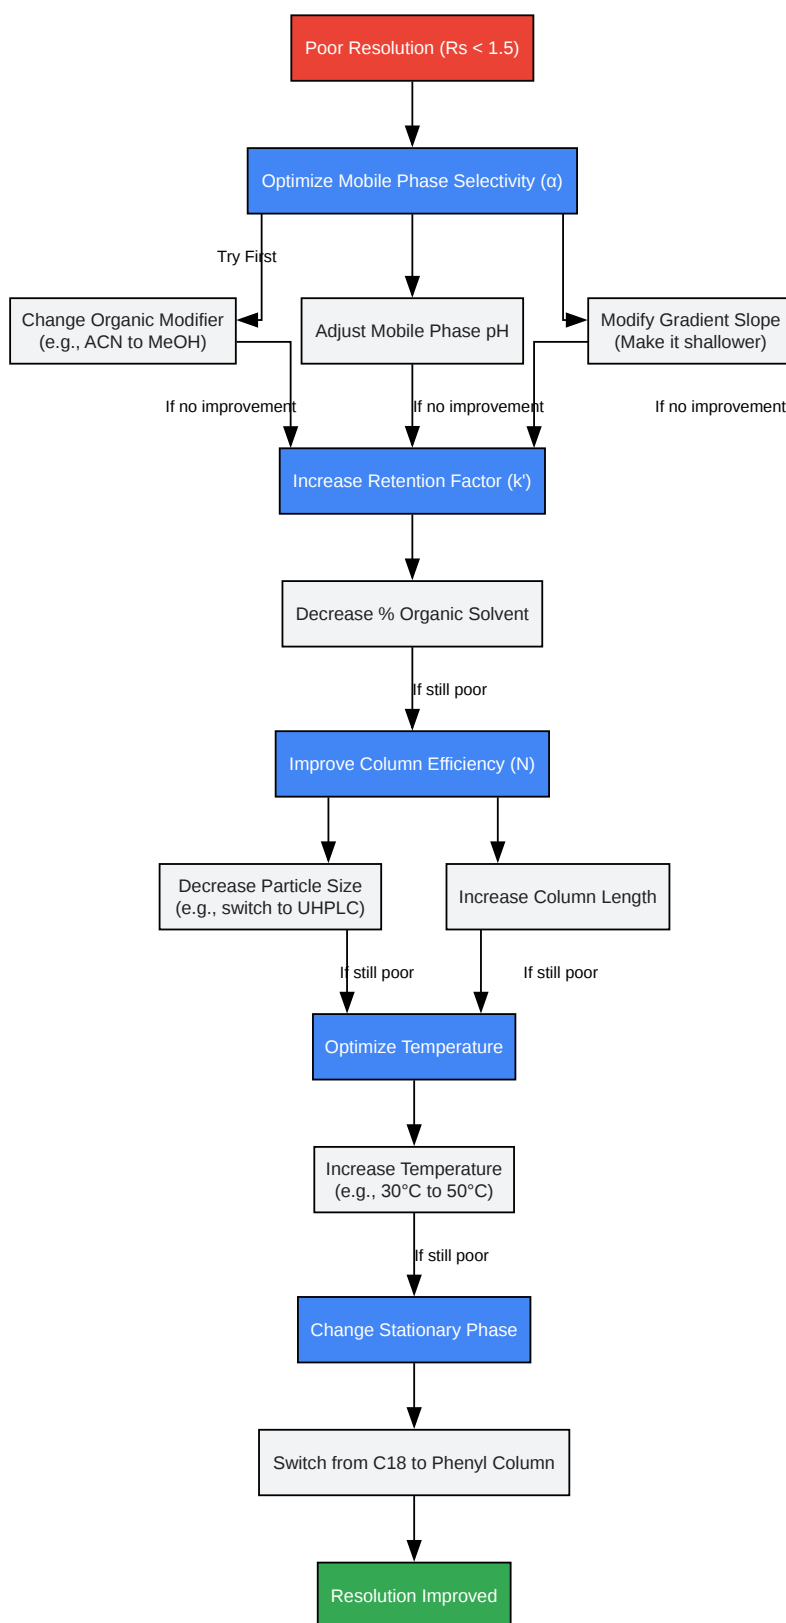 Poor Resolution (Rs < 1.5)
Optimize Mobile Phase Selectivity (α)
Try First
Change Organic Modifier
(e.g., ACN to MeOH)
Adjust Mobile Phase pH
Modify Gradient Slope
(Make it shallower)
If no improvement
If no improvement
If no improvement
Increase Retention Factor (k')
Decrease % Organic Solvent
If still poor
Improve Column Efficiency (N)
Decrease Particle Size
(e.g., switch to UHPLC)
Increase Column Length
If still poor
If still poor
Optimize Temperature
Increase Temperature
(e.g., 30°C to 50°C)
If still poor
Change Stationary Phase
Switch from C18 to Phenyl Column
Resolution Improved